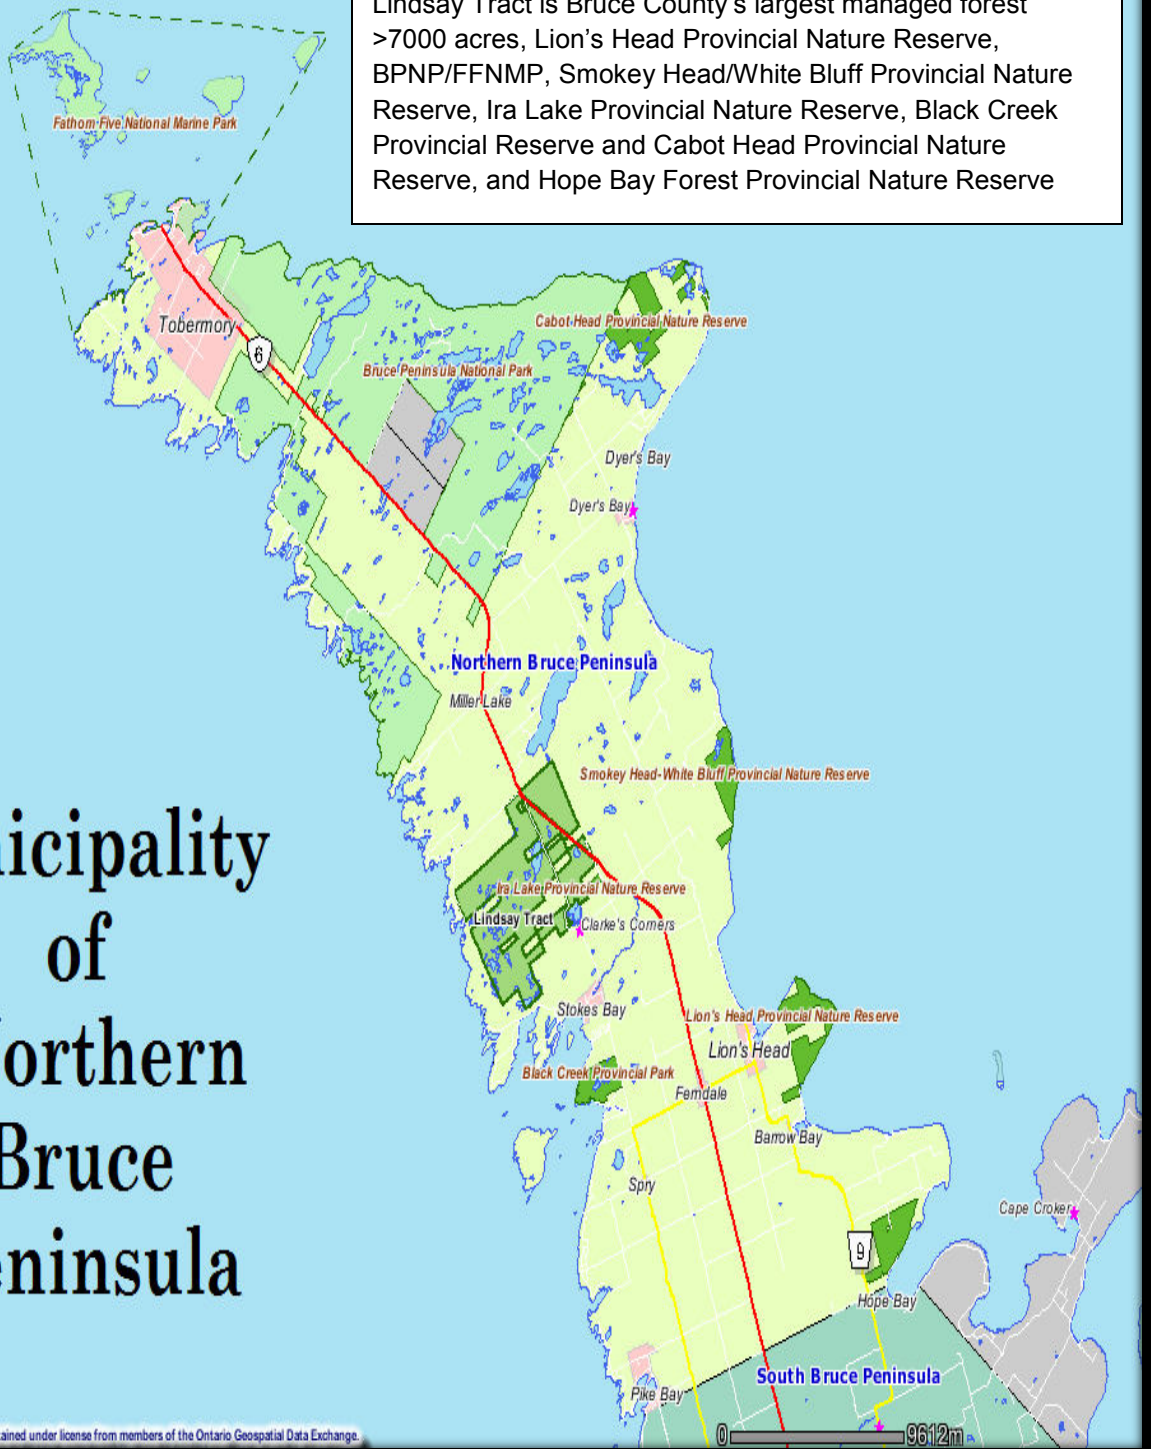 Lindsay Tract is Bruce County's largest managed forest
>7000 acres, Lion's Head Provincial Nature Reserve,
BPNP/FFNMP, Smokey Head/White Bluff Provincial Nature
Reserve, Ira Lake Provincial Nature Reserve, Black Creek
Provincial Reserve and Cabot Head Provincial Nature
Reserve, and Hope Bay Forest Provincial Nature Reserve
Fathom Five National Marine Park
Tobermory
6
Cabot Head Provincial Nature Reserve
Bruce Peninsula National Park
Dyer's Bay
Dyer's Bay
Northern Bruce Peninsula
Miller Lake
Smokey Head-White Bluff Provincial Nature Reserve
Ira Lake Provincial Nature Reserve
Lindsay Tract
Clarke's Corners
Stokes Bay
Lion's Head Provincial Nature Reserve
Lion's Head
Black Creek Provincial Park
Ferndale
Barrow Bay
Spry
Cape Croker
9
Hope Bay
South Bruce Peninsula
Pike Bay
icipality
of
orthern
Bruce
eninsula
tained under license from members of the Ontario Geospatial Data Exchange.
0 9612m